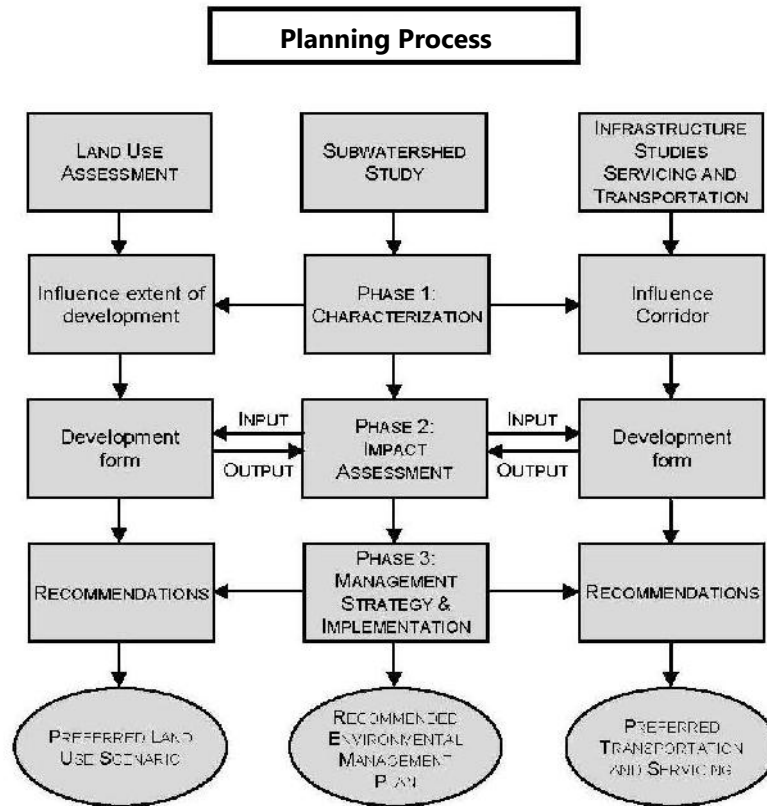 Planning Process
LAND USE
ASSESSMENT
SUBWATERSHED
STUDY
INFRASTRUCTURE
STUDIES
SERVICING AND
TRANSPORTATION
Influence extent of
development
PHASE 1:
CHARACTERIZATION
Influence
Corridor
Development
form
INPUT
OUTPUT
PHASE 2:
IMPACT
ASSESSMENT
INPUT
OUTPUT
Development
form
RECOMMENDATIONS
PHASE 3:
MANAGEMENT
STRATEGY &
IMPLEMENTATION
RECOMMENDATIONS
PREFERRED LAND
USE SCENARIO
RECOMMENDED
ENVIRONMENTAL
MANAGEMENT
PLAN
PREFERRED
TRANSPORTATION
AND SERVICING